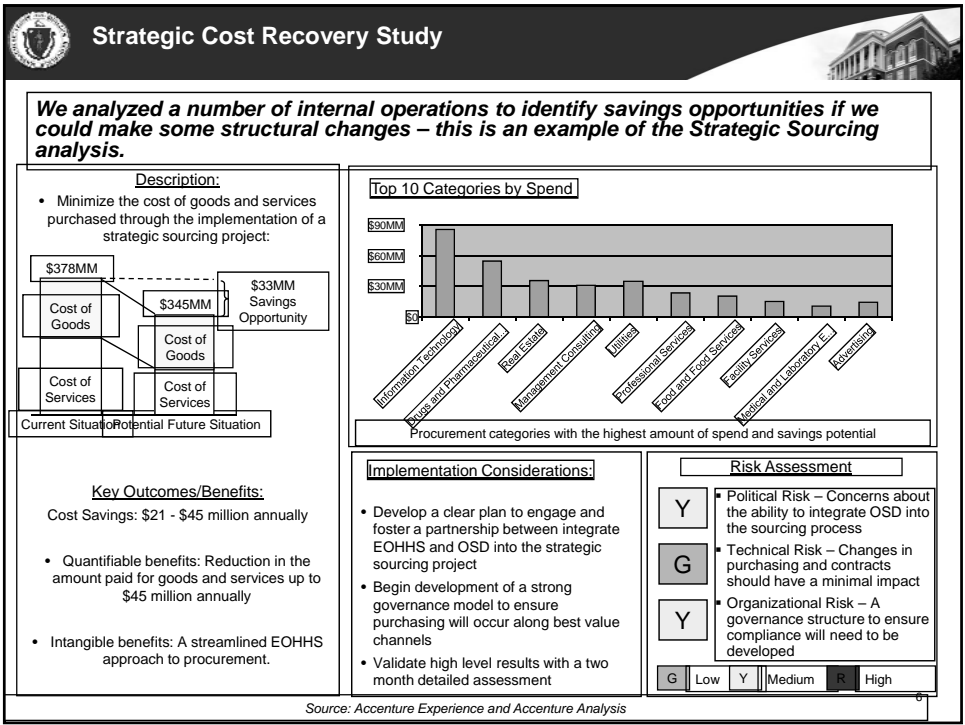 Strategic Cost Recovery Study
We analyzed a number of internal operations to identify savings opportunities if we
could make some structural changes – this is an example of the Strategic Sourcing
analysis.
Description:
• Minimize the cost of goods and services
purchased through the implementation of a
strategic sourcing project:
$378MM
$345MM
$33MM
Savings
Opportunity
Cost of
Goods
Cost of
Goods
Cost of
Services
Cost of
Services
Current Situation
Potential Future Situation
Key Outcomes/Benefits:
Cost Savings: $21 - $45 million annually
• Quantifiable benefits: Reduction in the
amount paid for goods and services up to
$45 million annually
• Intangible benefits: A streamlined EOHHS
approach to procurement.
Top 10 Categories by Spend
$90MM
$60MM
$30MM
$0
Information Technology
Drugs and Pharmaceutical...
Real Estate
Management Consulting
Utilities
Professional Services
Food and Food Services
Facility Services
Medical and Laboratory E...
Advertising
Procurement categories with the highest amount of spend and savings potential
Implementation Considerations:
• Develop a clear plan to engage and
foster a partnership between integrate
EOHHS and OSD into the strategic
sourcing project
• Begin development of a strong
governance model to ensure
purchasing will occur along best value
channels
• Validate high level results with a two
month detailed assessment
Risk Assessment
Y
▪ Political Risk – Concerns about
the ability to integrate OSD into
the sourcing process
G
▪ Technical Risk – Changes in
purchasing and contracts
should have a minimal impact
Y
▪ Organizational Risk – A
governance structure to ensure
compliance will need to be
developed
G Low Y Medium R High
6
Source: Accenture Experience and Accenture Analysis